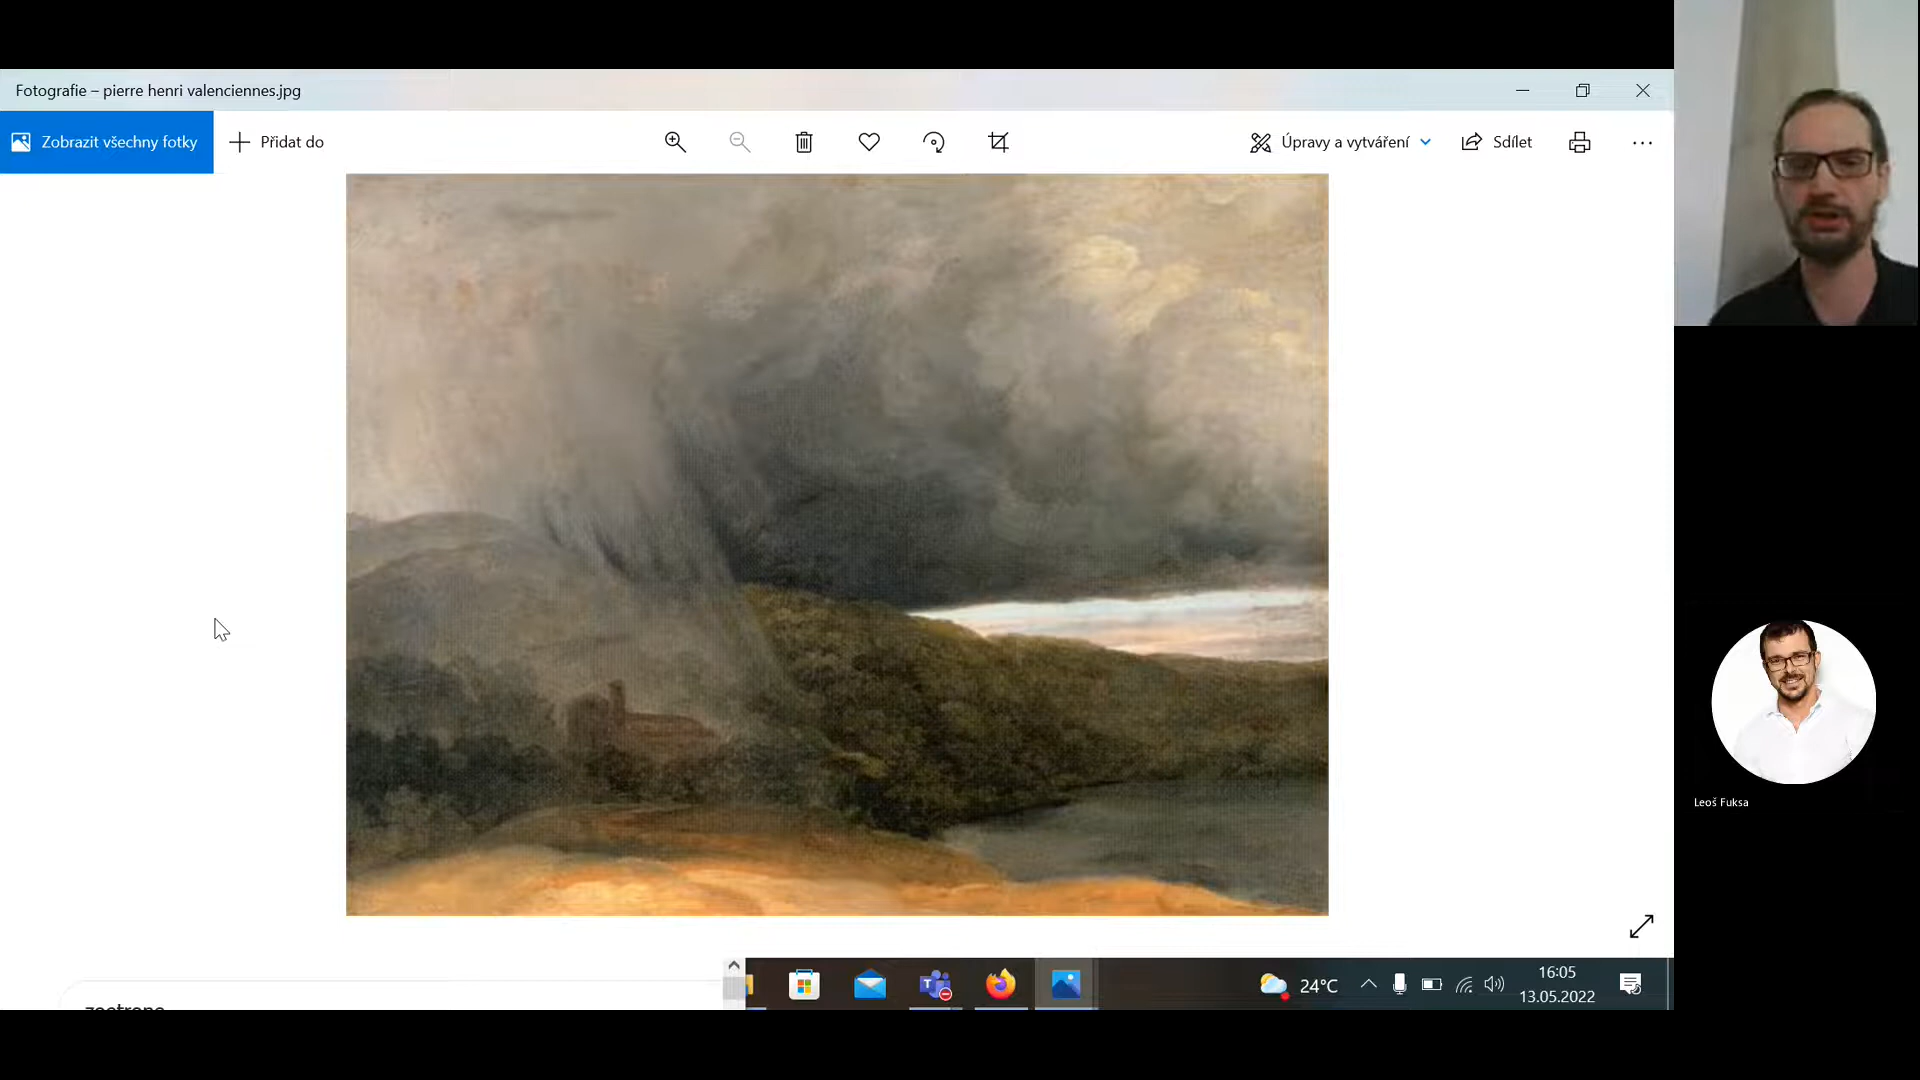 Fotografie – pierre henri valenciennes.jpg
Zobrazit všechny fotky
Přidat do
Úpravy a vytváření
Sdílet
Leoš Fuksa
24°C
16:05
13.05.2022